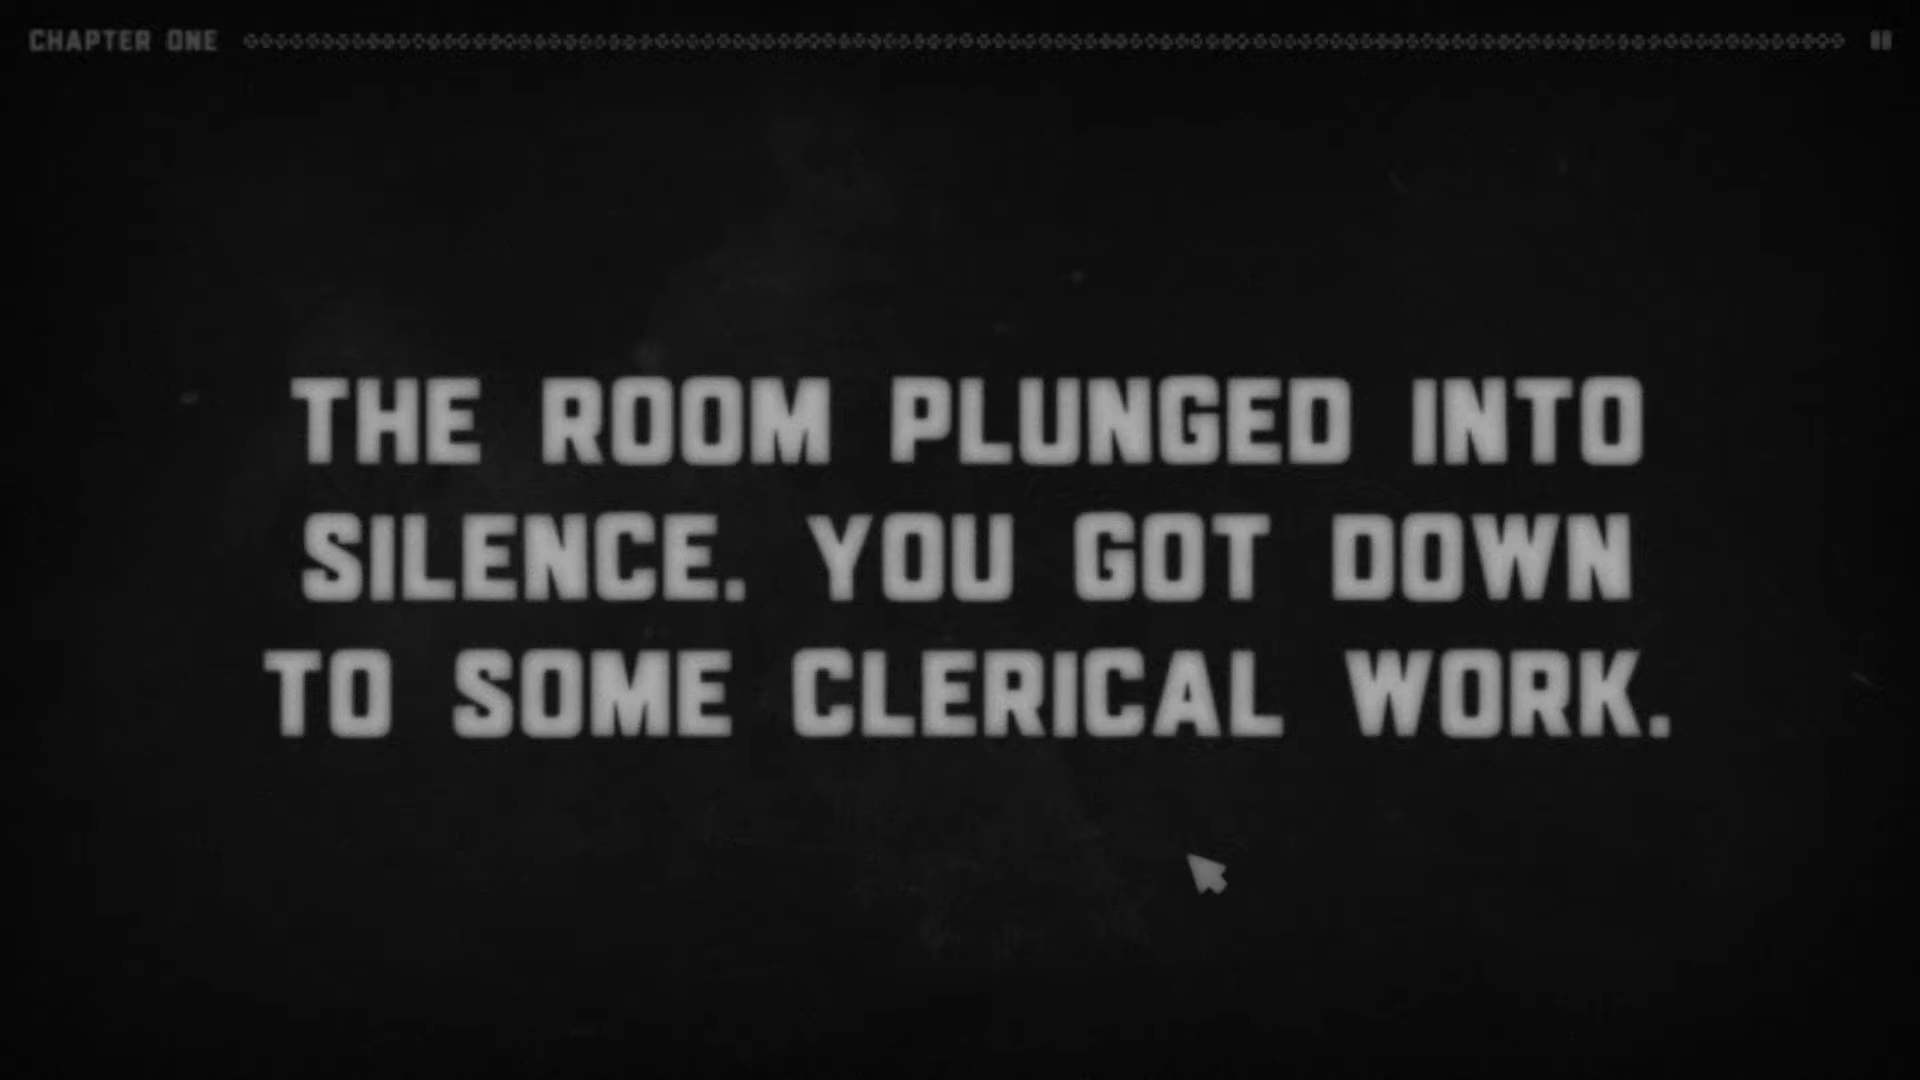 CHAPTER ONE
THE ROOM PLUNGED INTO
SILENCE. YOU GOT DOWN
TO SOME CLERICAL WORK.